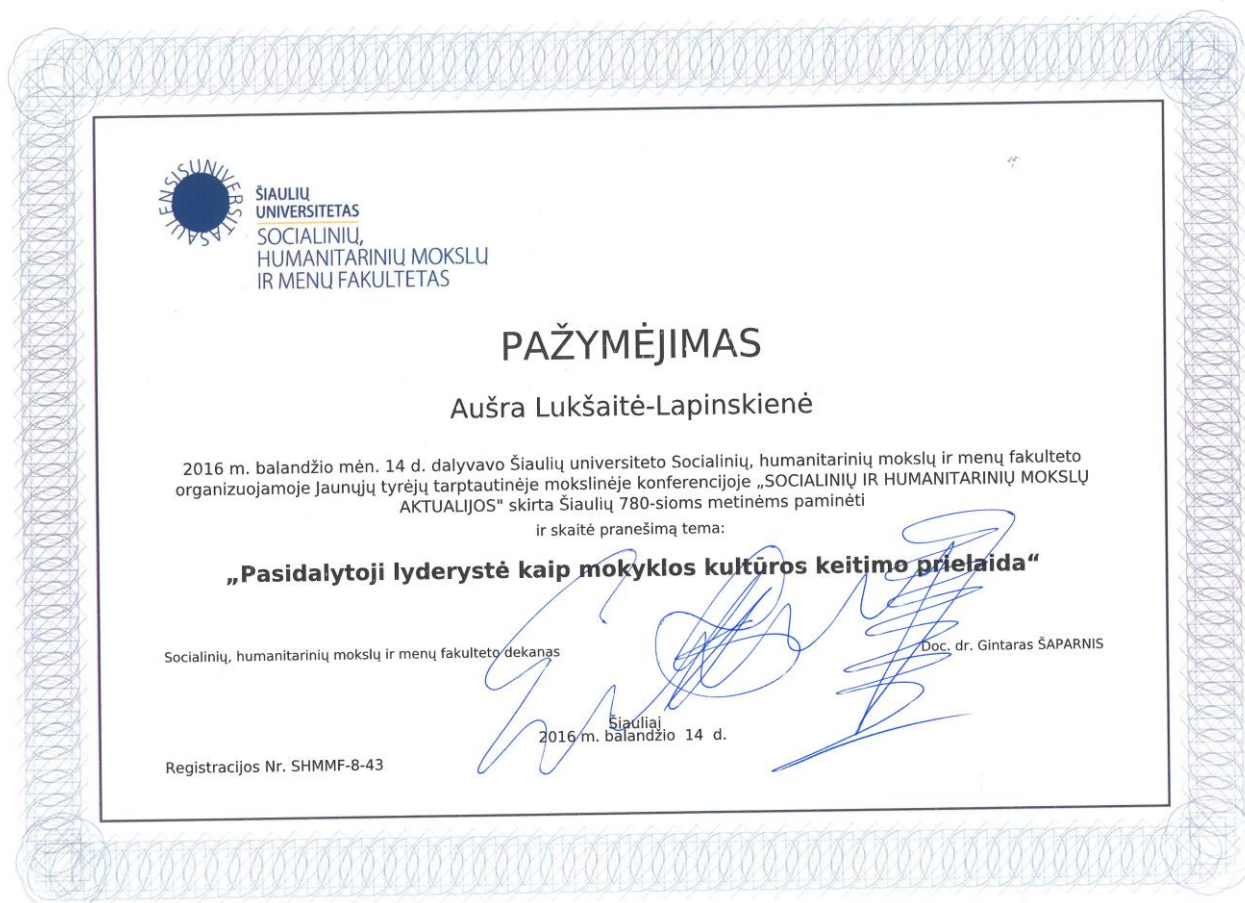 SAULENSIS UNIVERSITAS
ŠIAULIŲ
UNIVERSITETAS
SOCIALINIŲ,
HUMANITARINIŲ MOKSLŲ
IR MENŲ FAKULTETAS
PAŽYMĖJIMAS
Aušra Lukšaitė-Lapinskienė
2016 m. balandžio mėn. 14 d. dalyvavo Šiaulių universiteto Socialinių, humanitarinių mokslų ir menų fakulteto
organizuojamoje Jaunųjų tyrėjų tarptautinėje mokslinėje konferencijoje „SOCIALINIŲ IR HUMANITARINIŲ MOKSLŲ
AKTUALIJOS" skirta Šiaulių 780-sioms metinėms paminėti
ir skaitė pranešimą tema:
„Pasidalytoji lyderystė kaip mokyklos kultūros keitimo prielaida“
Socialinių, humanitarinių mokslų ir menų fakulteto dekanas
Doc. dr. Gintaras ŠAPARNIS
Šiauliai
2016 m. balandžio 14 d.
Registracijos Nr. SHMMF-8-43